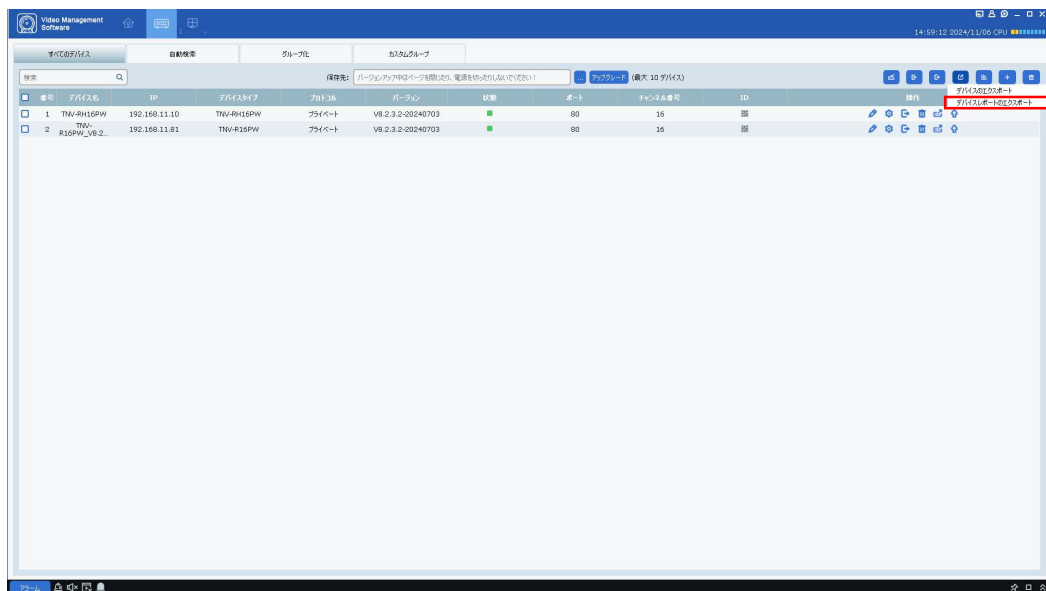 Video Management
Software
14:59:12 2024/11/06 CPU
1
すべてのデバイス 自動検索 グループ化 カスタムグループ
検索 保存先: バージョンアップ中はページを閉じたり、電源を切ったりしないでください! ... アップグレード (最大 10 デバイス)
デバイスのエクスポート
番号 デバイス名 IP デバイスタイプ プロトコル バージョン 状態 ポート チャンネル番号 ID 操作
デバイスレポートのエクスポート
1 TNV-RH16PW 192.168.11.10 TNV-RH16PW プライベート V8.2.3.2-20240703 80 16
2 TNV-R16PW_V8.2... 192.168.11.81 TNV-R16PW プライベート V8.2.3.2-20240703 80 16
アラーム